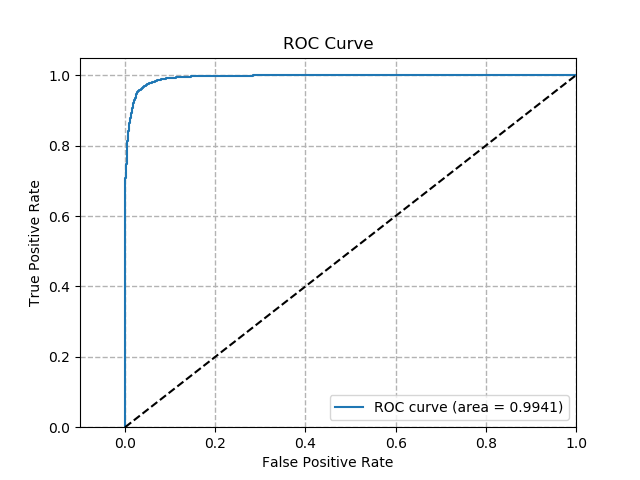 ROC Curve
True Positive Rate
1.0
0.8
0.6
0.4
0.2
0.0
ROC curve (area = 0.9941)
0.0 0.2 0.4 0.6 0.8 1.0
False Positive Rate